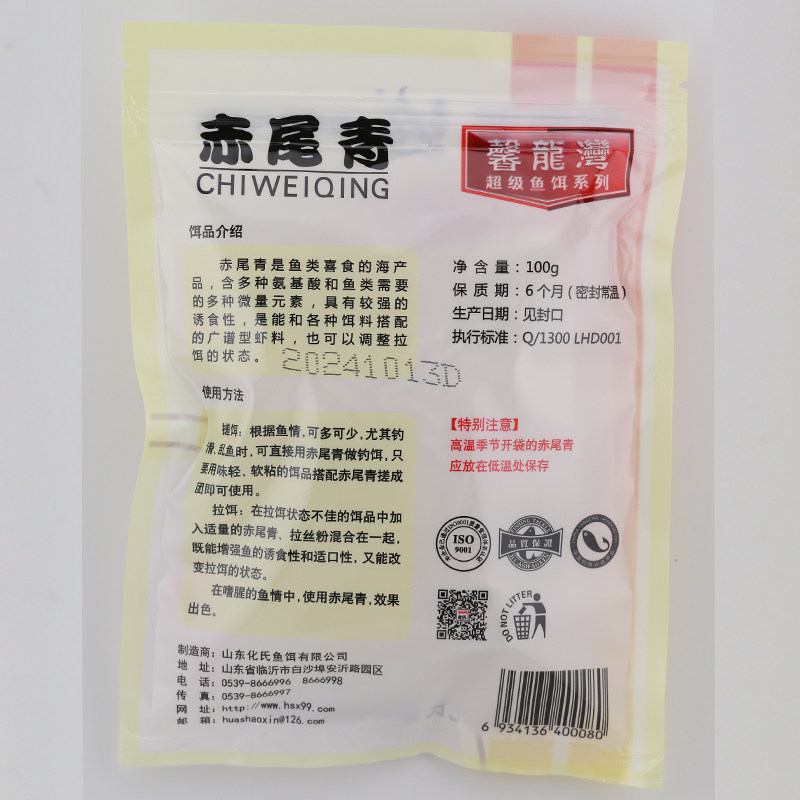 赤尾青
CHIWEIQING
馨龍灣
超级鱼饵系列
饵品介绍
赤尾青是鱼类喜食的海产
品，含多种氨基酸和鱼类需要
的多种微量元素，具有较强的
诱食性，是能和各种饵料搭配
的广谱型虾料，也可以调整拉
饵的状态。
20241013D
净 含 量：100g
保 质 期：6个月（密封常温）
生产日期：见封口
执行标准：Q/1300 LHD001
使用方法
搓饵：根据鱼情，可多可少，尤其钓
滑、乱鱼时，可直接用赤尾青做钓饵，只
要用味轻、软粘的饵品搭配赤尾青搓成
团即可使用。
拉饵：在拉饵状态不佳的饵品中加
入适量的赤尾青、拉丝粉混合在一起，
既能增强鱼的诱食性和适口性，又能改
变拉饵的状态。
在嗜腥的鱼情中，使用赤尾青，效果
出色。
【特别注意】
高温季节开袋的赤尾青
应放在低温处保存
ISO
9001
品質保證
DO NOT LITTER
制造商：山东化氏鱼饵有限公司
地 址：山东省临沂市白沙埠安沂路园区
电 话：0539-8666996 8666998
传 真：0539-8666997
网 址：http://www.hsx99.com
邮 箱：huashaoxin@126.com
6 934136 400080